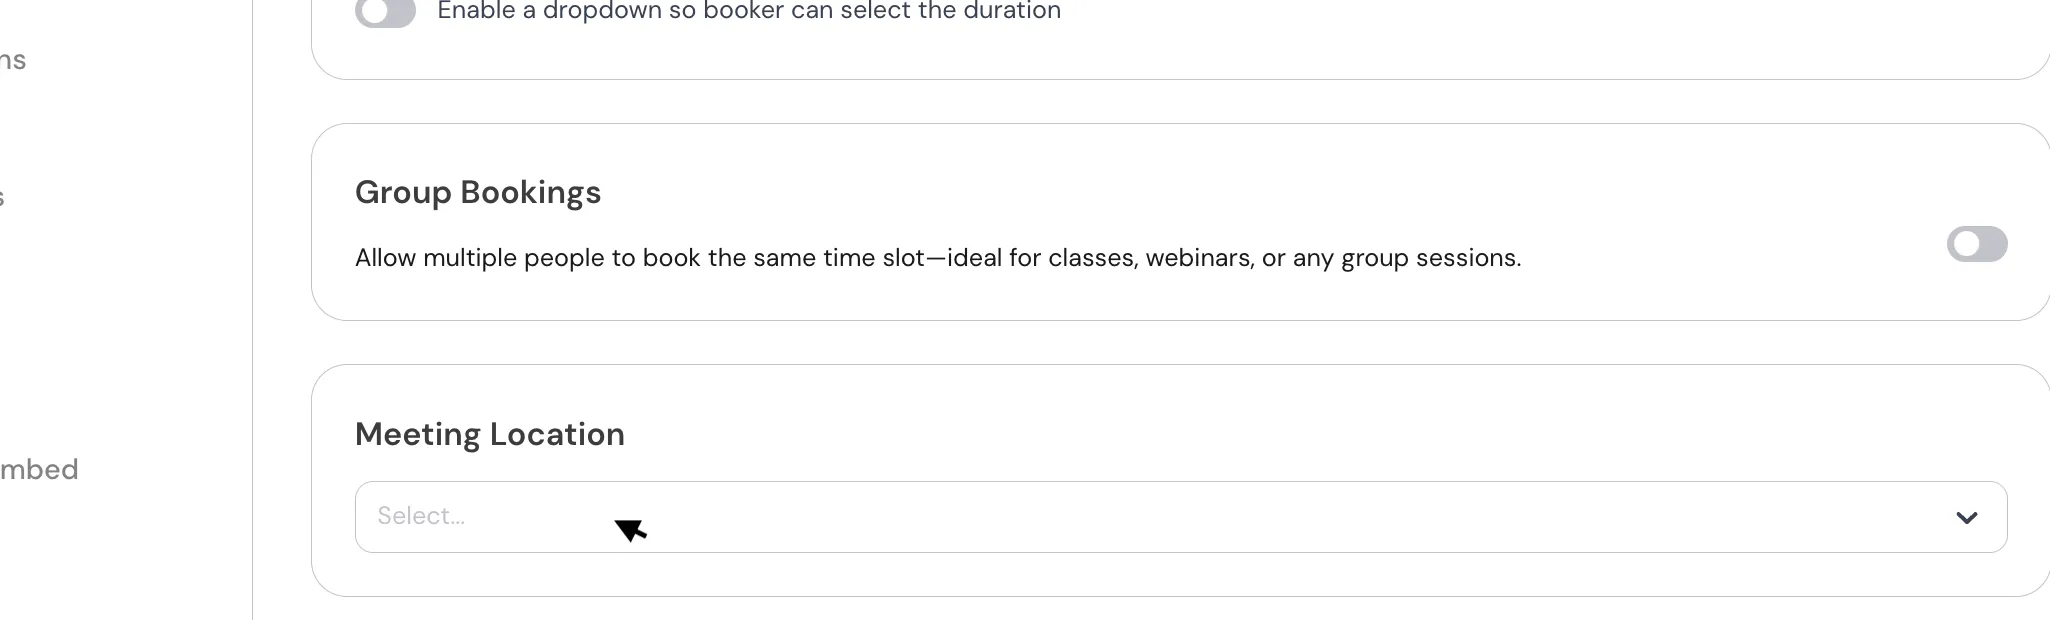 Enable a dropdown so booker can select the duration
ns
s
Group Bookings
Allow multiple people to book the same time slot—ideal for classes, webinars, or any group sessions.
Meeting Location
mbed
Select...